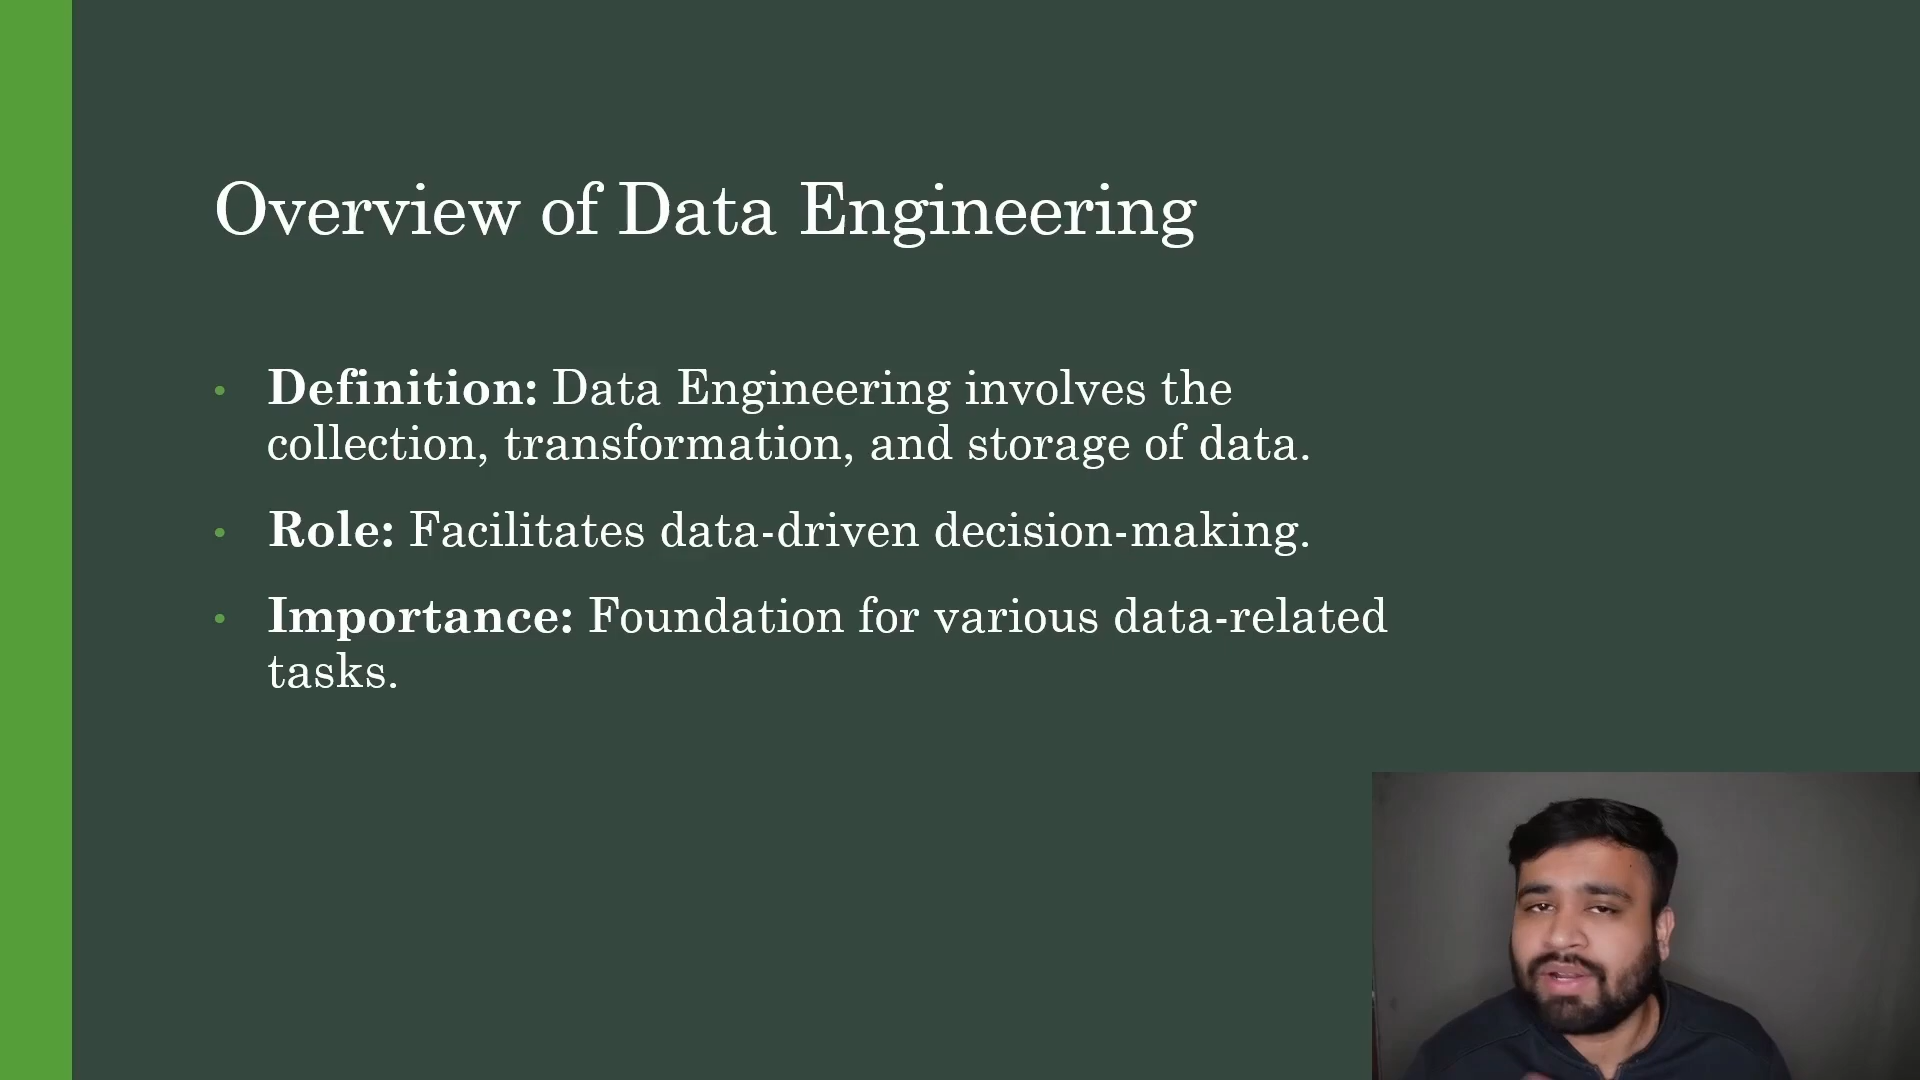 Overview of Data Engineering
• Definition: Data Engineering involves the
collection, transformation, and storage of data.
• Role: Facilitates data-driven decision-making.
• Importance: Foundation for various data-related
tasks.